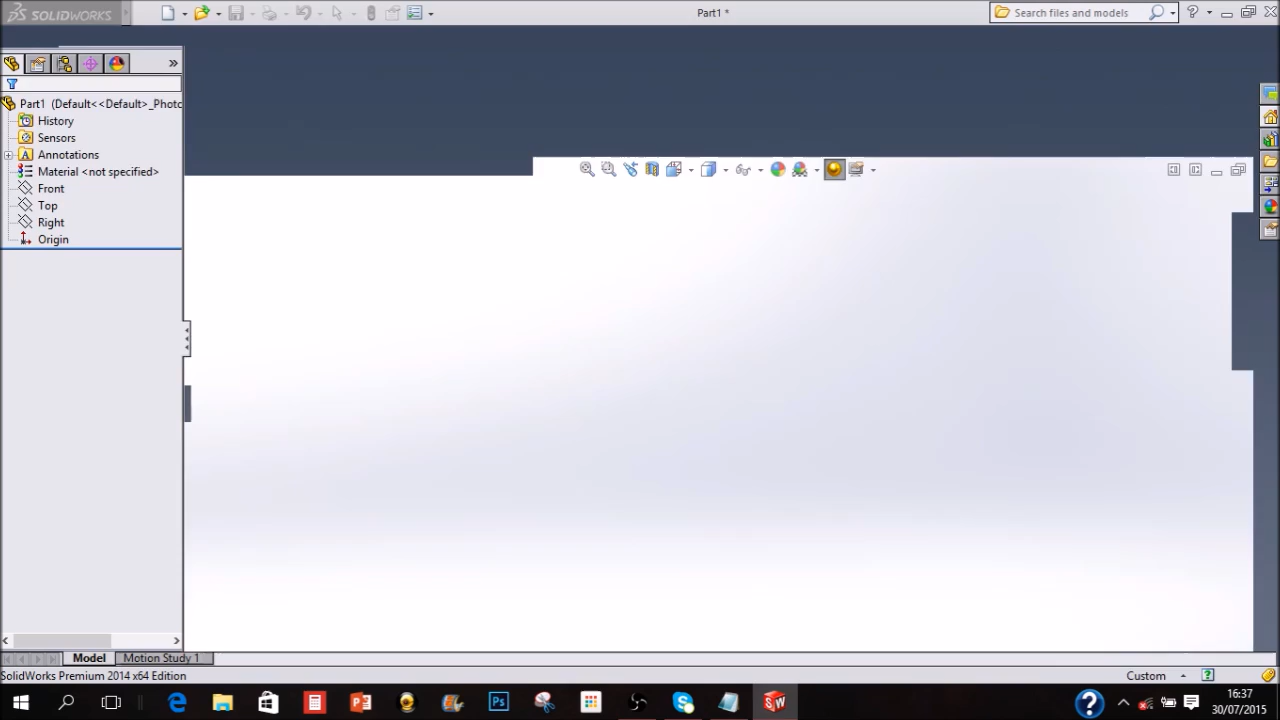 SOLIDWORKS
Part1 *
Search files and models
Part1 (Default<<Default>_Photo
History
Sensors
Annotations
Material <not specified>
Front
Top
Right
Origin
Model
Motion Study 1
SolidWorks Premium 2014 x64 Edition
Custom
16:37
30/07/2015